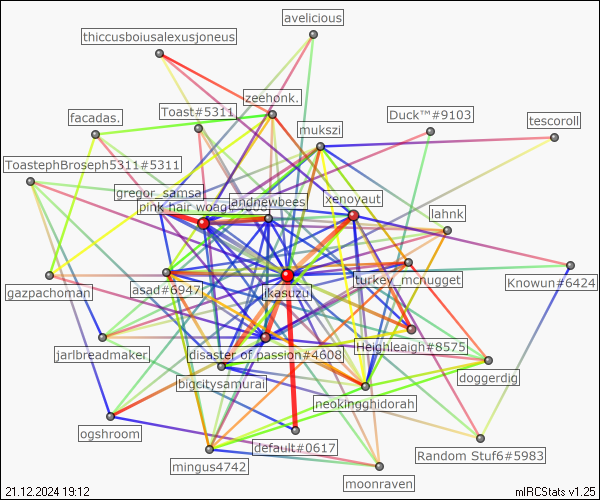 avelicious
thiccusboiusalexusjoneus
zeehonk.
Toast#5311
Duck™#9103
facadas.
tescoroll
mukszi
ToastephBroseph5311#5311
gregor_samsa
xenoyaut
andnewbees
pink hair woage
lahnk
asad#6947
turkey_mcnugget
Knowun#6424
gazpachoman
ikasuzu
Heighleaigh#8575
jarlbreadmaker
disaster of passion#4608
doggerdig
bigcitysamurai
neokingghidorah
ogshroom
default#0617
Random Stuf6#5983
mingus4742
moonraven
21.12.2024 19:12
mIRCStats v1.25